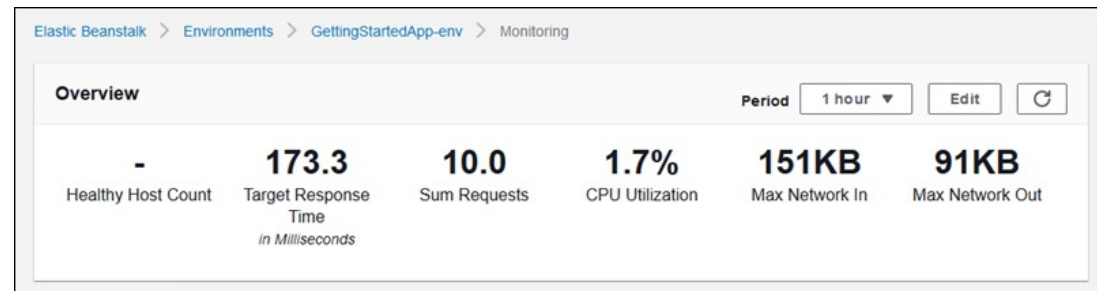 Elastic Beanstalk > Environments > GettingStartedApp-env > Monitoring
Overview
Period 1 hour ▼ Edit
- 173.3 10.0 1.7% 151KB 91KB
Healthy Host Count Target Response Sum Requests CPU Utilization Max Network In Max Network Out
Time
in Milliseconds